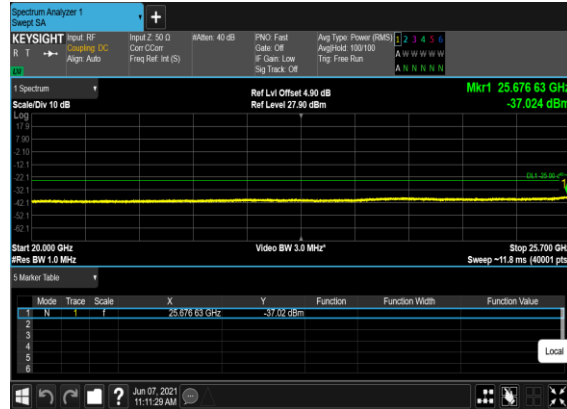 Spectrum Analyzer 1
Swept SA
+
KEYSIGHT Input: RF Input Z: 50 Ω #Atten: 40 dB PNO: Fast Avg Type: Power (RMS) 1 2 3 4 5 6
R T Coupling: DC Corr CCorr Gate: Off Avg|Hold: 100/100 A W W W W W
Align: Auto Freq Ref: Int (S) IF Gain: Low Trig: Free Run
Sig Track: Off A N N N N N
1 Spectrum Ref Lvl Offset 4.90 dB Mkr1 25.676 63 GHz
Scale/Div 10 dB Ref Level 27.90 dBm -37.024 dBm
Log
17.9
7.90
-2.10
-12.1
-22.1 DL1 -25.00
-32.1
-42.1
-52.1
-62.1
Start 20.000 GHz Video BW 3.0 MHz* Stop 25.700 GHz
#Res BW 1.0 MHz Sweep ~11.8 ms (40001 pts)
5 Marker Table
Mode Trace Scale X Y Function Function Width Function Value
1 N 1 f 25.676 63 GHz -37.02 dBm
2
3
4
5
6
Local
? Jun 07, 2021
11:11:29 AM